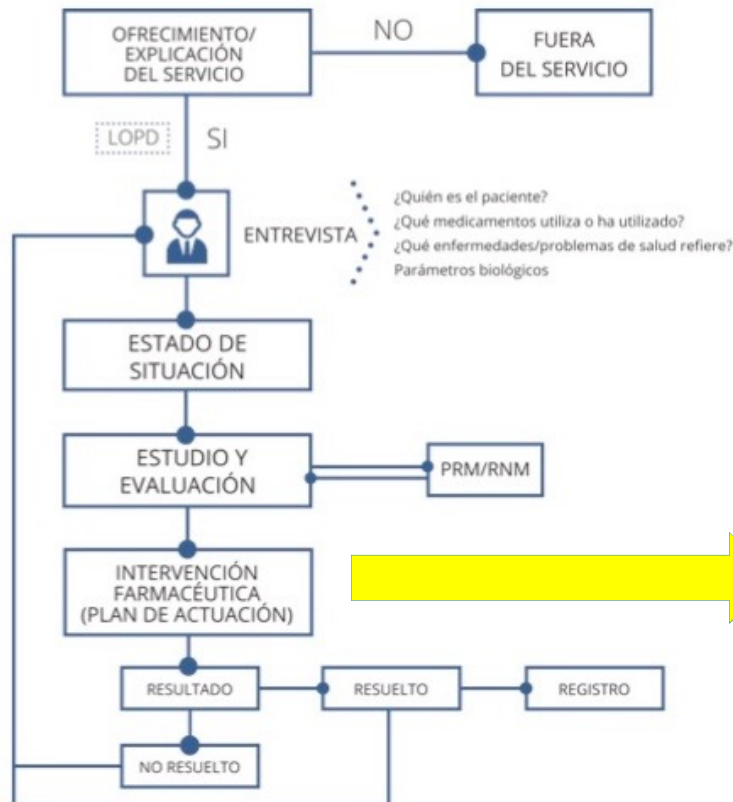 OFRECIMIENTO/
EXPLICACIÓN
DEL SERVICIO
NO
FUERA
DEL SERVICIO
LOPD
SI
ENTREVISTA
¿Quién es el paciente?
¿Qué medicamentos utiliza o ha utilizado?
¿Qué enfermedades/problemas de salud refiere?
Parámetros biológicos
ESTADO DE
SITUACIÓN
ESTUDIO Y
EVALUACIÓN
PRM/RNM
INTERVENCIÓN
FARMACÉUTICA
(PLAN DE ACTUACIÓN)
RESULTADO
RESUELTO
REGISTRO
NO RESUELTO